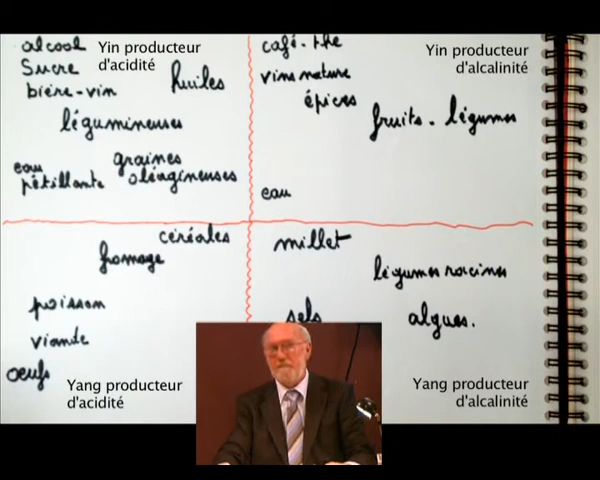 alcool
Yin producteur
d'acidité
Sucre
huiles
bière-vin
légumineuses
eau
pétillante
graines
oléagineuses
café-thé
Yin producteur
d'alcalinité
vins nature
épices
fruits - légumes
eau
céréales
fromage
poisson
viande
oeufs
Yang producteur
d'acidité
millet
légumes racines
sels
algues.
Yang producteur
d'alcalinité